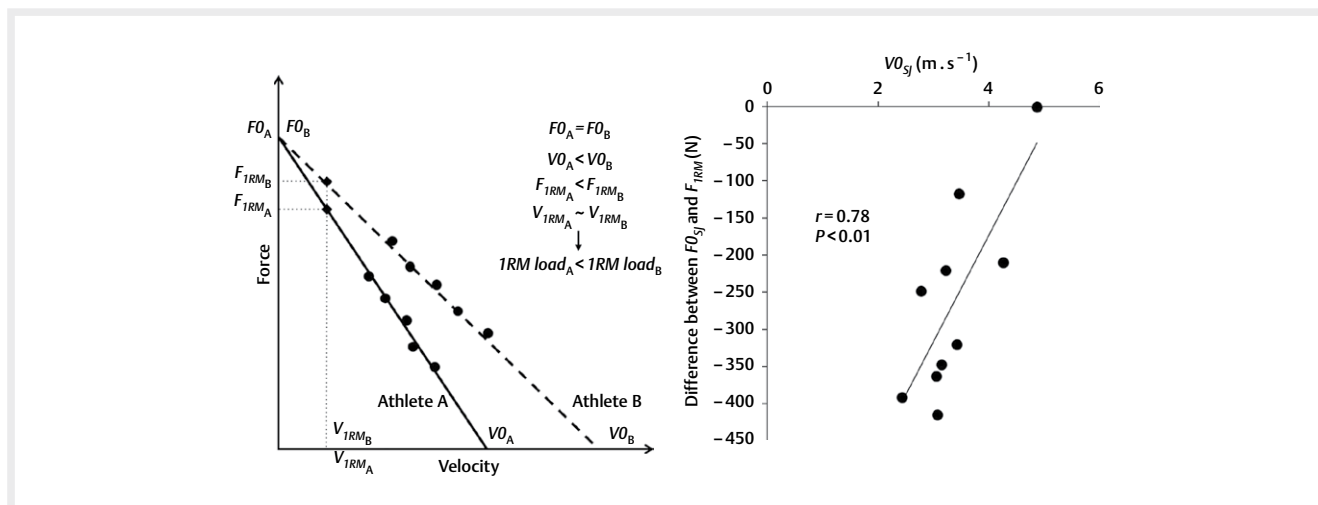 F0A F0B
F1RMB
F1RMA
Force
F0A = F0B
V0A < V0B
F1RMA < F1RMB
V1RMA ~ V1RMB
1RM loadA < 1RM loadB
Athlete A
Athlete B
V1RMB
V0A
V0B
V1RMA
Velocity
V0SJ (m.s−1)
0
2
4
6
Difference between F0SJ and F1RM (N)
0
−50
−100
−150
−200
−250
−300
−350
−400
−450
r = 0.78
P < 0.01